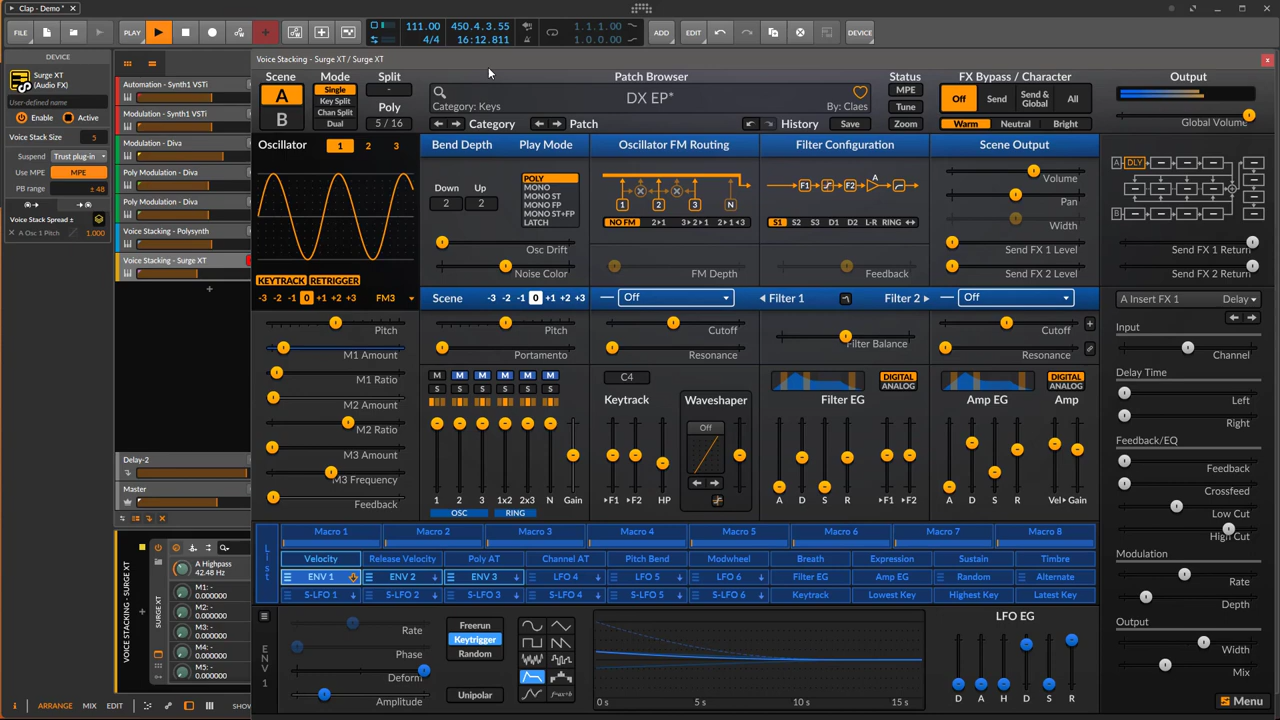 Clap - Demo *
FILE
PLAY
111.00
4/4
450.4.3.55
16:12.811
1.1.1.00
1.0.0.00
ADD
EDIT
DEVICE
DEVICE
Surge XT
(Audio FX)
User-defined name
Enable
Active
Voice Stack Size
5
Suspend
Trust plug-in
Use MPE
MPE
PB range
±48
Voice Stack Spread ±
A Osc 1 Pitch
1.000
Automation - Synth1 VSTi
Modulation - Synth1 VSTi
Modulation - Diva
Poly Modulation - Diva
Poly Modulation - Diva
Voice Stacking - Polysynth
Voice Stacking - Surge XT
Delay-2
Master
VOICE STACKING - SURGE XT
SURGE XT
A Highpass
42.48 Hz
M1: -
0.000000
M2: -
0.000000
M3: -
0.000000
M4: -
0.000000
M5: -
0.000000
ARRANGE
MIX
EDIT
SHOW
Voice Stacking - Surge XT / Surge XT
Scene
A
B
Mode
Single
Key Split
Chan Split
Dual
Split
-
Poly
5 / 16
Patch Browser
DX EP*
Category: Keys
By: Claes
Category
Patch
History
Save
Status
MPE
Tune
Zoom
FX Bypass / Character
Off
Send
Send &
Global
All
Warm
Neutral
Bright
Output
Global Volume
Oscillator
1
2
3
KEYTRACK
RETRIGGER
-3 -2 -1 0 +1 +2 +3
FM3
Pitch
M1 Amount
M1 Ratio
M2 Amount
M2 Ratio
M3 Amount
M3 Frequency
Feedback
Bend Depth
Play Mode
Down
Up
2
2
POLY
MONO
MONO ST
MONO FP
MONO ST+FP
LATCH
Osc Drift
Noise Color
Oscillator FM Routing
1
2
3
N
NO FM
2▸1
3▸2▸1
2▸1◂3
FM Depth
Filter Configuration
F1
F2
A
S1 S2 S3 D1 D2 L-R RING
Feedback
Scene Output
Volume
Pan
Width
Send FX 1 Level
Send FX 2 Level
A
DLY
B
Send FX 1 Return
Send FX 2 Return
Scene
-3 -2 -1 0 +1 +2 +3
Pitch
Portamento
Off
Cutoff
Resonance
Filter 1
Filter 2
Filter Balance
Off
Cutoff
Resonance
M M M M M M
S S S S S S
1 2 3 1x2 2x3 N Gain
OSC
RING
C4
Keytrack
▸F1
▸F2
HP
Waveshaper
Off
DIGITAL
ANALOG
Filter EG
A D S R ▸F1 ▸F2
DIGITAL
ANALOG
Amp EG
Amp
A D S R Vel▸Gain
A Insert FX 1
Delay
Input
Channel
Delay Time
Left
Right
Feedback/EQ
Feedback
Crossfeed
Low Cut
High Cut
Modulation
Rate
Depth
Output
Width
Mix
Menu
List
Macro 1
Macro 2
Macro 3
Macro 4
Macro 5
Macro 6
Macro 7
Macro 8
Velocity
Release Velocity
Poly AT
Channel AT
Pitch Bend
Modwheel
Breath
Expression
Sustain
Timbre
ENV 1
ENV 2
ENV 3
LFO 4
LFO 5
LFO 6
Filter EG
Amp EG
Random
Alternate
S-LFO 1
S-LFO 2
S-LFO 3
S-LFO 4
S-LFO 5
S-LFO 6
Keytrack
Lowest Key
Highest Key
Latest Key
ENV 1
Rate
Phase
Deform
Amplitude
Freerun
Keytrigger
Random
Unipolar
0 s
5 s
10 s
15 s
LFO EG
D A H D S R